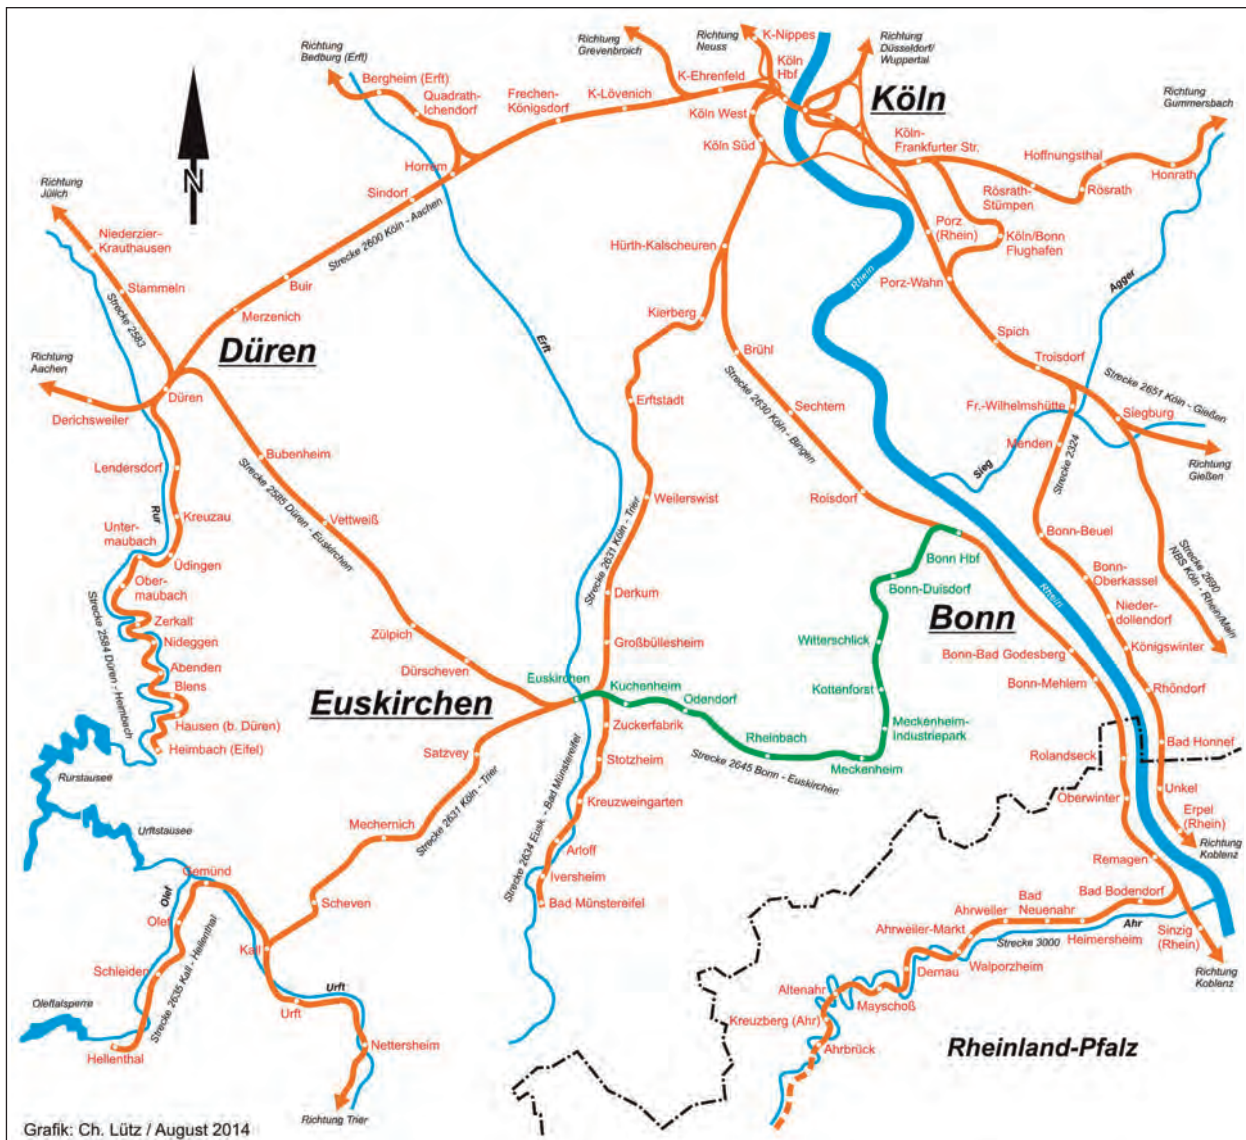 Richtung
Bedburg (Erft)
Richtung
Grevenbroich
Richtung
Neuss
K-Nippes
Richtung
Düsseldorf/
Wuppertal
Köln
Hbf
Bergheim (Erft)
Quadrath-
Ichendorf
Frechen-
Königsdorf
K-Lövenich
K-Ehrenfeld
Köln West
Köln Süd
Köln
Richtung
Gummersbach
Köln-
Frankfurter Str.
Hoffnungsthal
Honrath
Rösrath-
Stümpen
Rösrath
Horrem
Sindorf
Strecke 2600 Köln - Aachen
N
Richtung
Jülich
Niederzier-
Krauthausen
Stammeln
Strecke 2583
Buir
Merzenich
Düren
Richtung
Aachen
Derichsweiler
Düren
Hürth-Kalscheuren
Porz
(Rhein)
Köln/Bonn
Flughafen
Porz-Wahn
Rhein
Agger
Kierberg
Erft
Spich
Brühl
Troisdorf
Strecke 2651 Köln - Gießen
Erftstadt
Sechtem
Strecke 2630 Köln - Bingen
Fr.-Wilhelmshütte
Siegburg
Menden
Strecke 2324
Sieg
Richtung
Gießen
Lendersdorf
Bubenheim
Strecke 2585 Düren - Euskirchen
Kreuzau
Rur
Vettweiß
Weilerswist
Roisdorf
Strecke 2631 Köln - Trier
Unter-
maubach
Üdingen
Ober-
maubach
Zerkall
Nideggen
Abenden
Blens
Hausen (b. Düren)
Heimbach (Eifel)
Strecke 2584 Düren - Heimbach
Bonn-Beuel
Bonn Hbf
Bonn-Duisdorf
Bonn-
Oberkassel
Strecke 2690
NBS Köln - Rhein/Main
Rhein
Derkum
Bonn
Nieder-
dollendorf
Zülpich
Großbüllesheim
Witterschlick
Königswinter
Bonn-Bad Godesberg
Dürscheven
Euskirchen
Kuchenheim
Odendorf
Kottenforst
Bonn-Mehlem
Rhöndorf
Euskirchen
Zuckerfabrik
Rheinbach
Meckenheim-
Industriepark
Satzvey
Stotzheim
Strecke 2645 Bonn - Euskirchen
Meckenheim
Rolandseck
Bad Honnef
Rurstausee
Kreuzweingarten
Oberwinter
Unkel
Urftstausee
Mechernich
Strecke 2631 Köln - Trier
Strecke 2634 Eusk. - Bad Münstereifel
Erpel
(Rhein)
Richtung
Koblenz
Arloff
Remagen
Gemünd
Iversheim
Bad Bodendorf
Olef
Scheven
Bad Münstereifel
Bad
Neuenahr
Ahrweiler
Olef
Ahr
Ahrweiler-Markt
Heimersheim
Sinzig
(Rhein)
Kall
Strecke 3000
Schleiden
Strecke 2635 Kall - Hellenthal
Dernau
Walporzheim
Richtung
Koblenz
Oleftalsperre
Urft
Urft
Altenahr
Mayschoß
Kreuzberg (Ahr)
Hellenthal
Nettersheim
Ahrbrück
Rheinland-Pfalz
Richtung Trier
Grafik: Ch. Lütz / August 2014